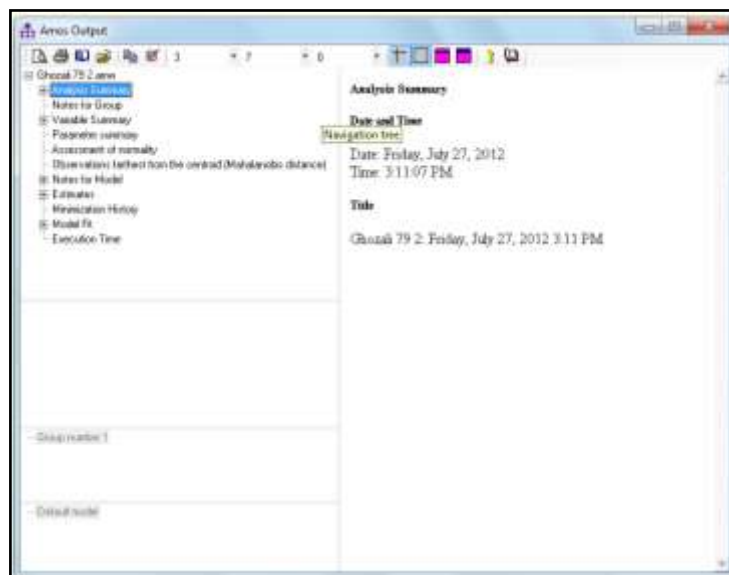 Amos Output
3 7 0
Ghozali 79 2.amw
Analysis Summary
Notes for Group
Variable Summary
Parameter summary
Assessment of normality
Observations farthest from the centroid (Mahalanobis distance)
Notes for Model
Estimates
Minimization History
Model Fit
Execution Time
Group number 1
Default model
Analysis Summary
Date and Time
Navigation tree
Date: Friday, July 27, 2012
Time: 3:11:07 PM
Title
Ghozali 79 2: Friday, July 27, 2012 3:11 PM